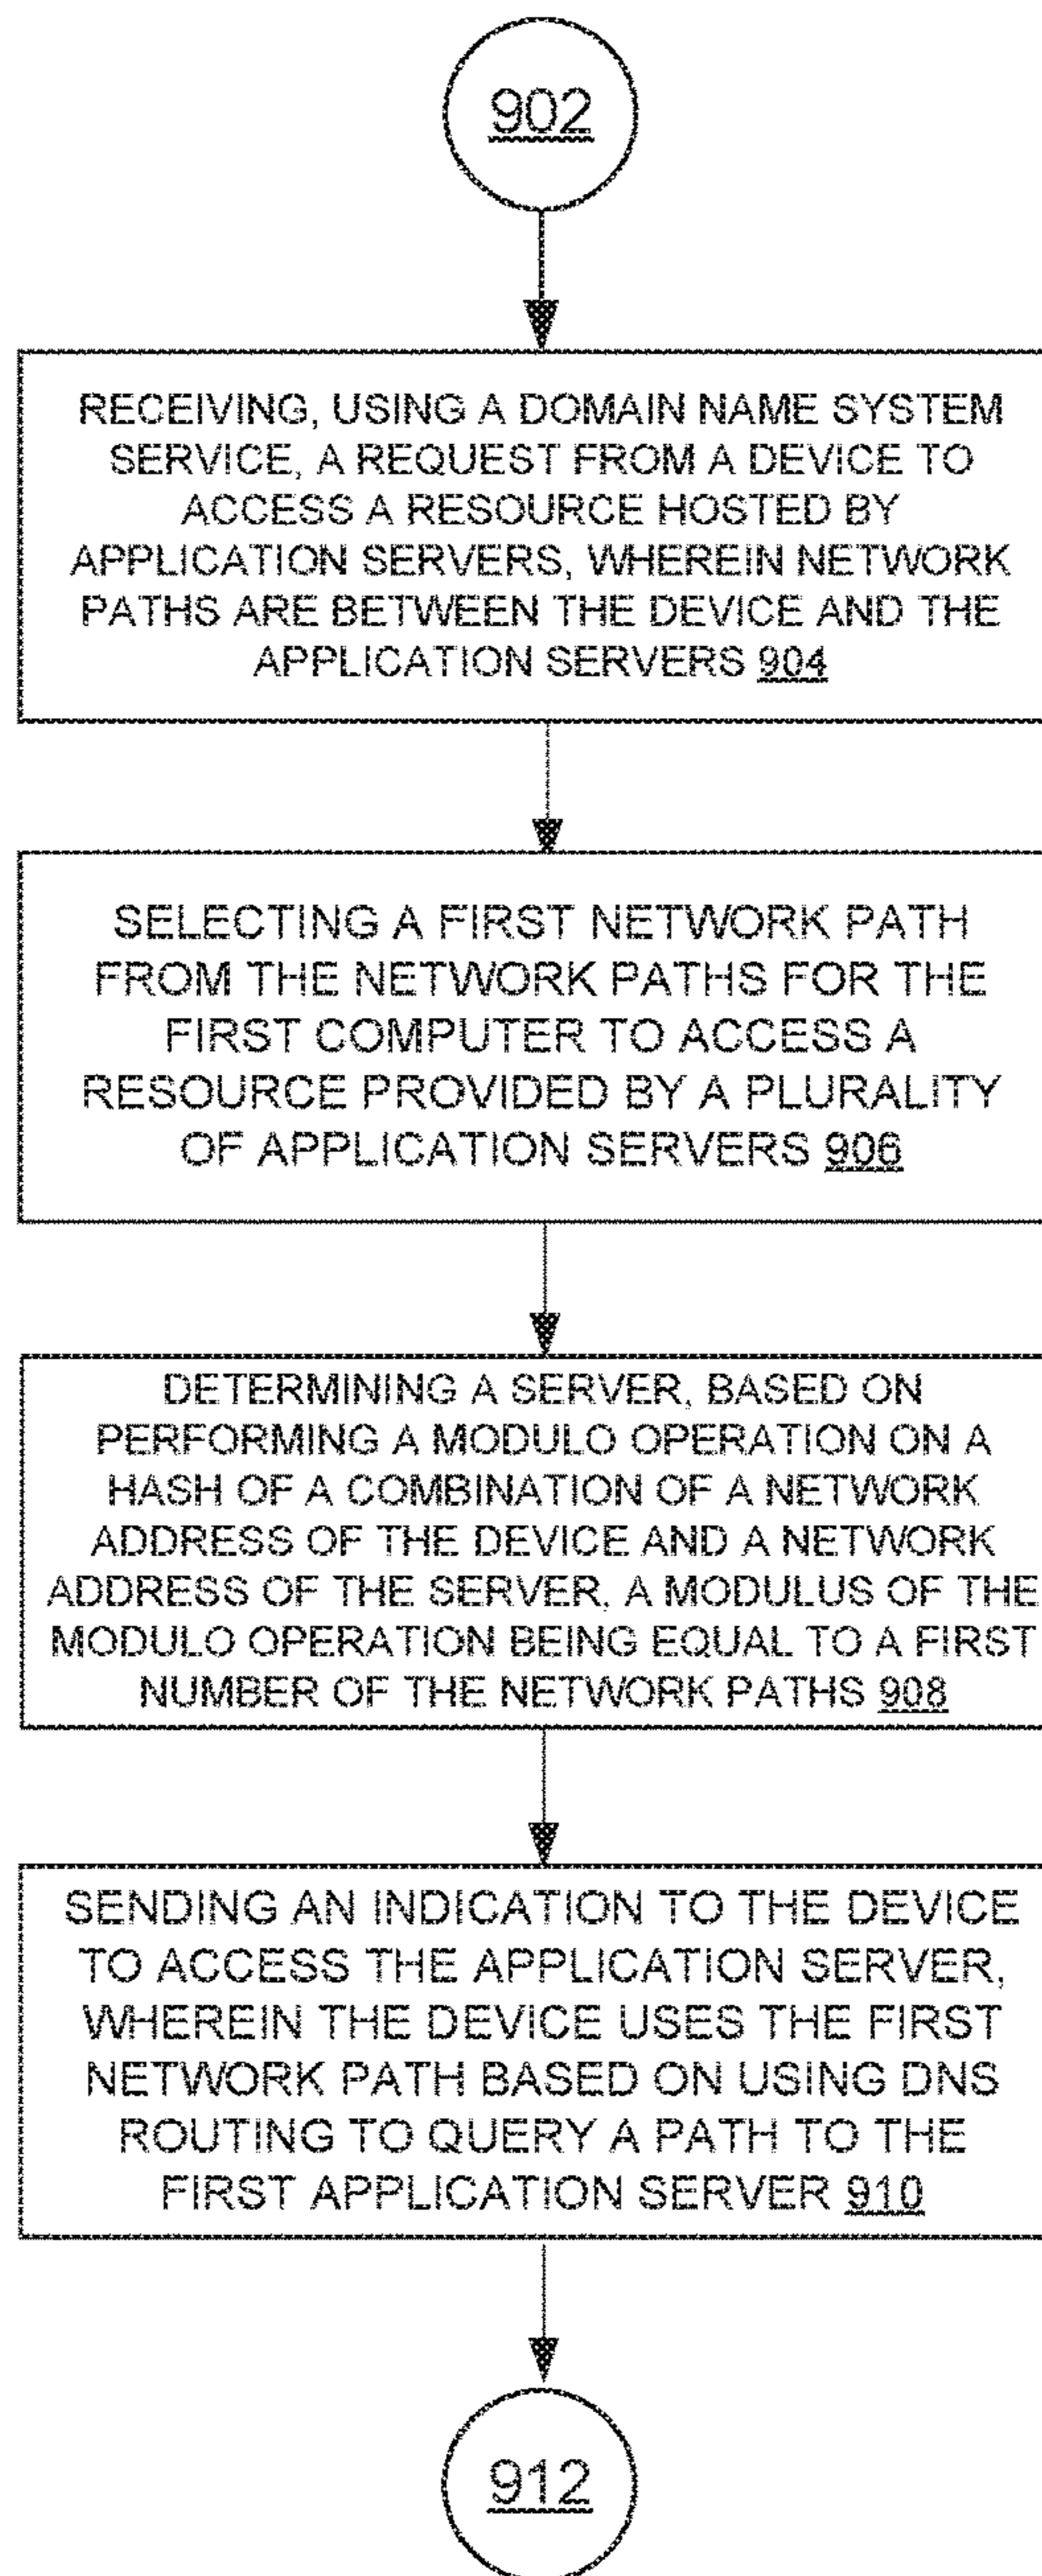 902
RECEIVING, USING A DOMAIN NAME SYSTEM
SERVICE, A REQUEST FROM A DEVICE TO
ACCESS A RESOURCE HOSTED BY
APPLICATION SERVERS, WHEREIN NETWORK
PATHS ARE BETWEEN THE DEVICE AND THE
APPLICATION SERVERS 904
SELECTING A FIRST NETWORK PATH
FROM THE NETWORK PATHS FOR THE
FIRST COMPUTER TO ACCESS A
RESOURCE PROVIDED BY A PLURALITY
OF APPLICATION SERVERS 906
DETERMINING A SERVER, BASED ON
PERFORMING A MODULO OPERATION ON A
HASH OF A COMBINATION OF A NETWORK
ADDRESS OF THE DEVICE AND A NETWORK
ADDRESS OF THE SERVER, A MODULUS OF THE
MODULO OPERATION BEING EQUAL TO A FIRST
NUMBER OF THE NETWORK PATHS 908
SENDING AN INDICATION TO THE DEVICE
TO ACCESS THE APPLICATION SERVER,
WHEREIN THE DEVICE USES THE FIRST
NETWORK PATH BASED ON USING DNS
ROUTING TO QUERY A PATH TO THE
FIRST APPLICATION SERVER 910
912